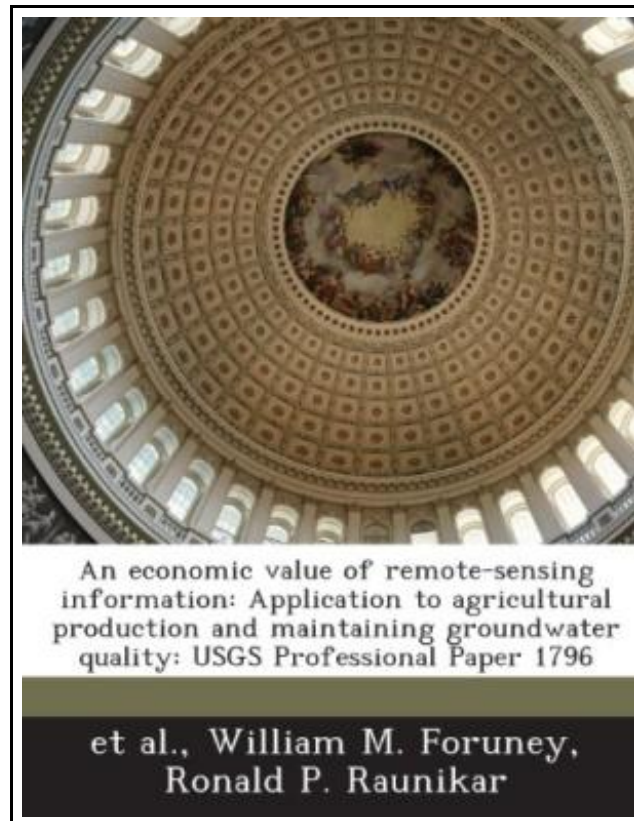 An economic value of remote-sensing
information: Application to agricultural
production and maintaining groundwater
quality: USGS Professional Paper 1796
et al., William M. Foruney,
Ronald P. Raunikar